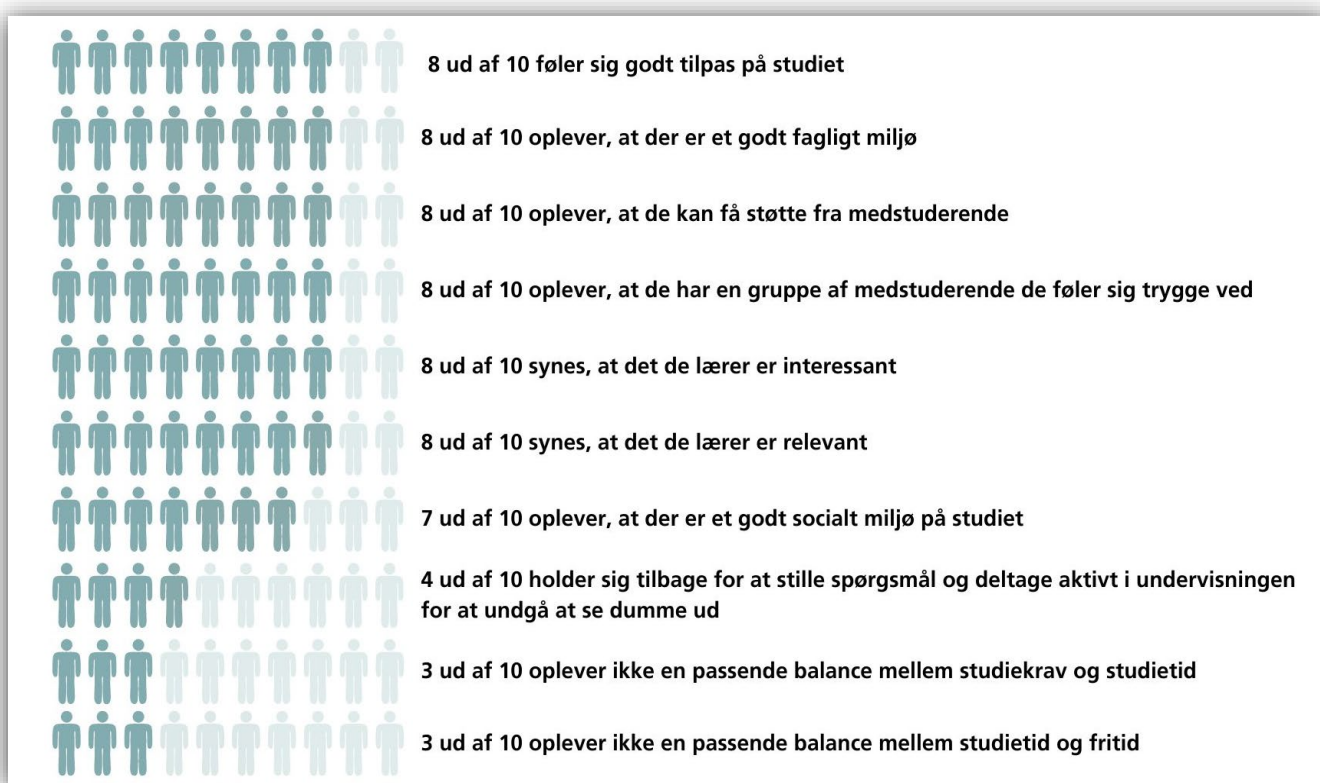 8 ud af 10 føler sig godt tilpas på studiet
8 ud af 10 oplever, at der er et godt fagligt miljø
8 ud af 10 oplever, at de kan få støtte fra medstuderende
8 ud af 10 oplever, at de har en gruppe af medstuderende de føler sig trygge ved
8 ud af 10 synes, at det de lærer er interessant
8 ud af 10 synes, at det de lærer er relevant
7 ud af 10 oplever, at der er et godt socialt miljø på studiet
4 ud af 10 holder sig tilbage for at stille spørgsmål og deltage aktivt i undervisningen
for at undgå at se dumme ud
3 ud af 10 oplever ikke en passende balance mellem studiekrav og studietid
3 ud af 10 oplever ikke en passende balance mellem studietid og fritid